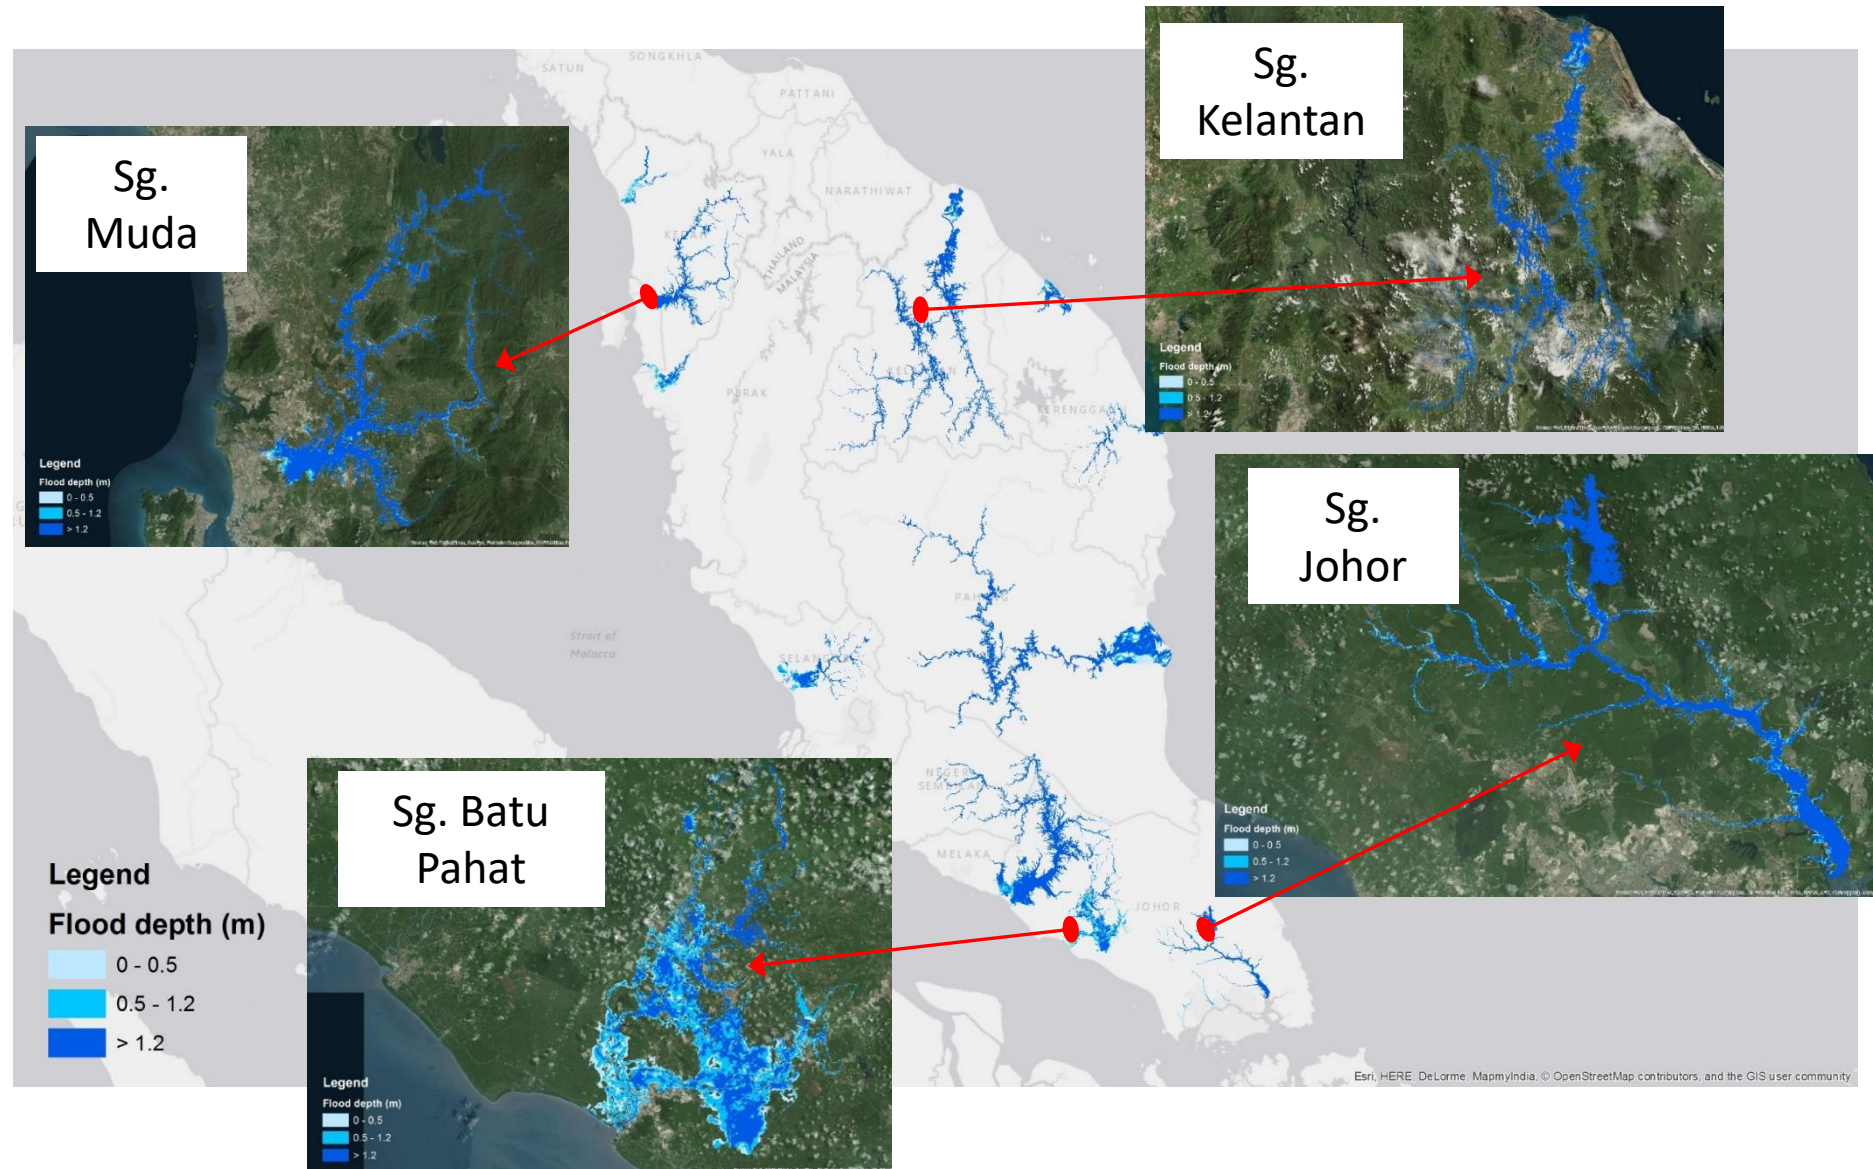 SONGKHLA
SATUN
PATTANI
YALA
NARATHIWAT
Sg.
Muda
Legend
Flood depth (m)
0 - 0.5
0.5 - 1.2
> 1.2
Sg.
Kelantan
Legend
Flood depth (m)
0 - 0.5
0.5 - 1.2
> 1.2
THAILAND
MALAYSIA
PERAK
Sg.
Johor
Legend
Flood depth (m)
0 - 0.5
0.5 - 1.2
> 1.2
Strait of
Malacca
MELAKA
JOHOR
Sg. Batu
Pahat
Legend
Flood depth (m)
0 - 0.5
0.5 - 1.2
> 1.2
Legend
Flood depth (m)
0 - 0.5
0.5 - 1.2
> 1.2
Esri, HERE, DeLorme, MapmyIndia, © OpenStreetMap contributors, and the GIS user community